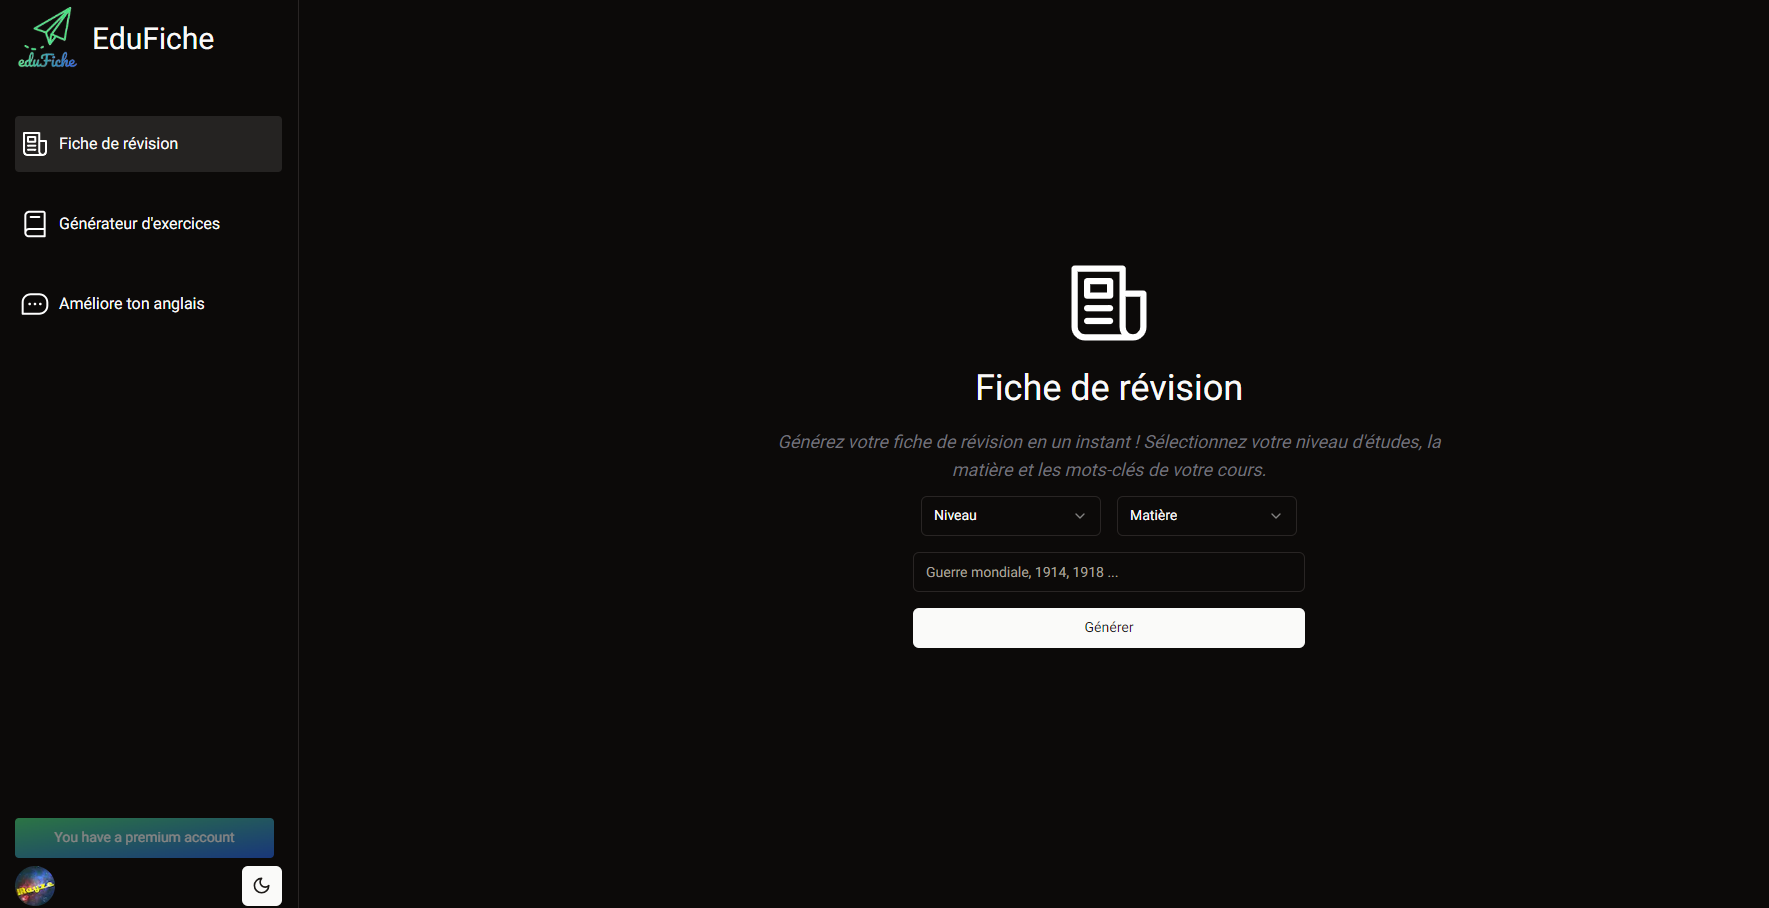 eduFiche
EduFiche
Fiche de révision
Générateur d'exercices
Améliore ton anglais
Fiche de révision
Générez votre fiche de révision en un instant ! Sélectionnez votre niveau d'études, la
matière et les mots-clés de votre cours.
Niveau
Matière
Guerre mondiale, 1914, 1918 ...
Générer
You have a premium account